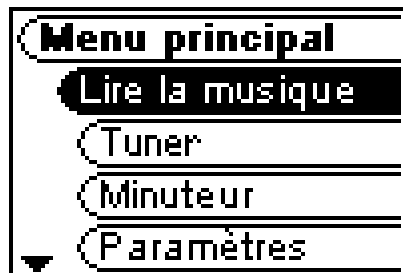 Menu principal
Lire la musique
Tuner
Minuteur
Paramètres